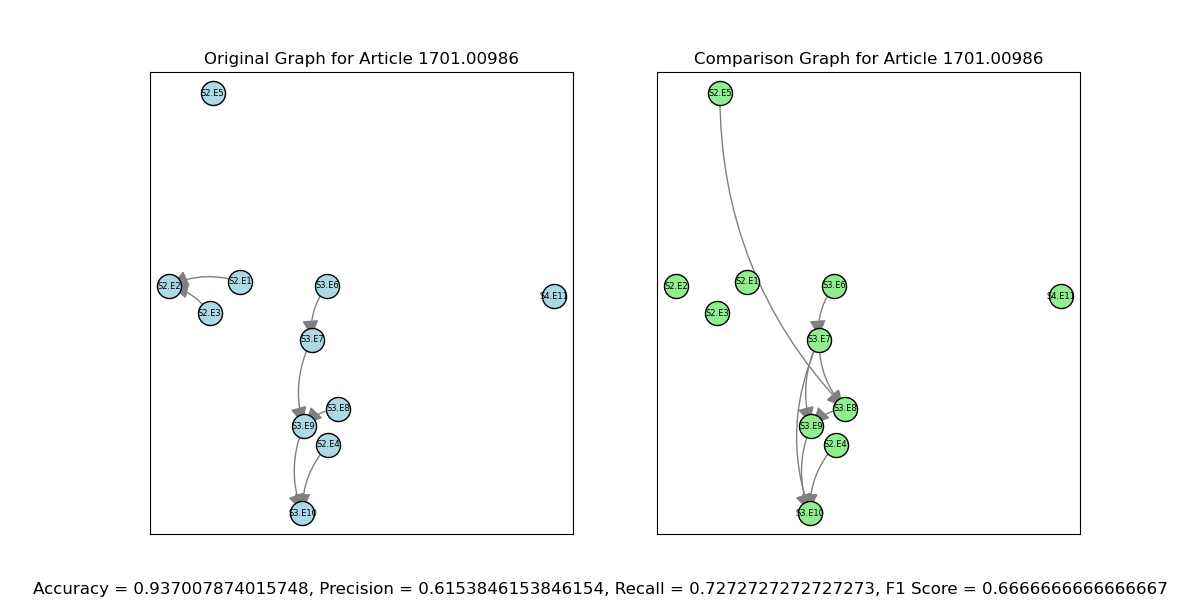 Original Graph for Article 1701.00986
S2.E5
S2.E2
S2.E1
S2.E3
S3.E6
S4.E11
S3.E7
S3.E8
S3.E9
S2.E4
S3.E10
Comparison Graph for Article 1701.00986
S2.E5
S2.E2
S2.E1
S2.E3
S3.E6
S4.E11
S3.E7
S3.E8
S3.E9
S2.E4
S3.E10
Accuracy = 0.937007874015748, Precision = 0.6153846153846154, Recall = 0.7272727272727273, F1 Score = 0.6666666666666667